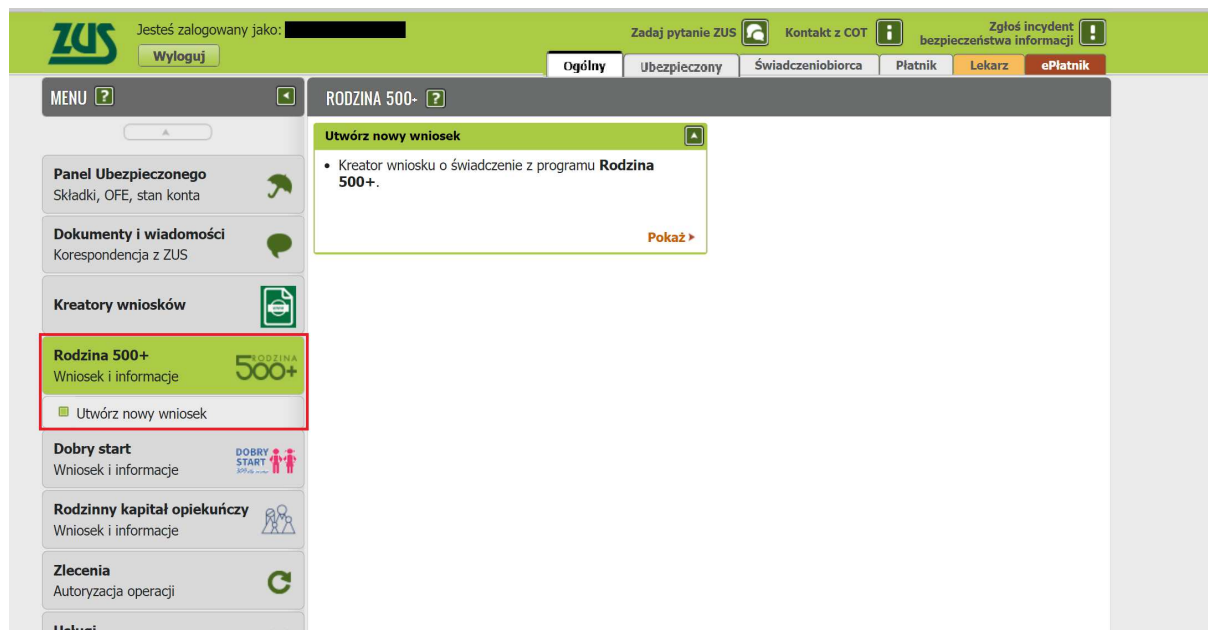 ZUS
Jesteś zalogowany jako:
Wyloguj
Zadaj pytanie ZUS
Kontakt z COT
Zgłoś incydent
bezpieczeństwa informacji
Ogólny
Ubezpieczony
Świadczeniobiorca
Płatnik
Lekarz
ePłatnik
MENU ?
RODZINA 500+ ?
Panel Ubezpieczonego
Składki, OFE, stan konta
Dokumenty i wiadomości
Korespondencja z ZUS
Kreatory wniosków
Rodzina 500+
Wniosek i informacje
RODZINA
500+
Utwórz nowy wniosek
Dobry start
Wniosek i informacje
DOBRY
START
Rodzinny kapitał opiekuńczy
Wniosek i informacje
Zlecenia
Autoryzacja operacji
Usługi
Utwórz nowy wniosek
• Kreator wniosku o świadczenie z programu Rodzina
500+.
Pokaż